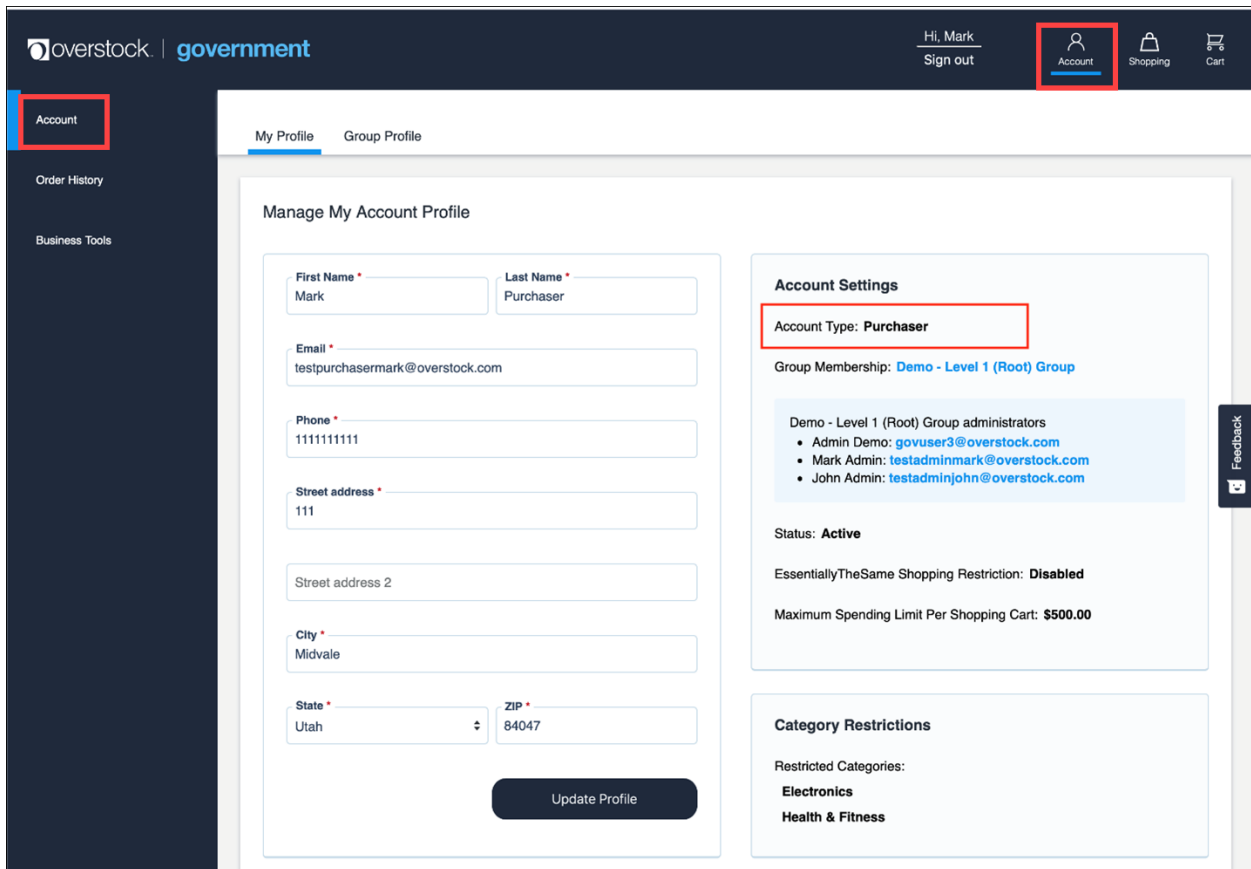 overstock. | government
Hi, Mark
Sign out
Account
Shopping
Cart
Account
Order History
Business Tools
My Profile
Group Profile
Manage My Account Profile
First Name *
Mark
Last Name *
Purchaser
Email *
testpurchasermark@overstock.com
Phone *
1111111111
Street address *
111
Street address 2
City *
Midvale
State *
Utah
ZIP *
84047
Update Profile
Account Settings
Account Type: Purchaser
Group Membership: Demo - Level 1 (Root) Group
Demo - Level 1 (Root) Group administrators
• Admin Demo: govuser3@overstock.com
• Mark Admin: testadminmark@overstock.com
• John Admin: testadminjohn@overstock.com
Status: Active
EssentiallyTheSame Shopping Restriction: Disabled
Maximum Spending Limit Per Shopping Cart: $500.00
Category Restrictions
Restricted Categories:
Electronics
Health & Fitness
Feedback